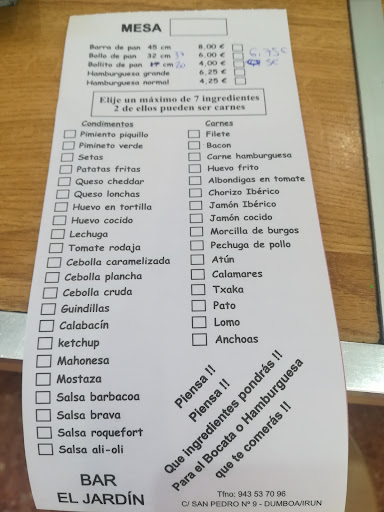 MESA
Barra de pan 45 cm 8,00 €
Bollo de pan 32 cm 6,00 € 6,75€
Bollito de pan 17 cm 20 4,00 € 5€
Hamburguesa grande 6,25 €
Hamburguesa normal 4,25 €
Elije un máximo de 7 ingredientes
2 de ellos pueden ser carnes
Condimentos
Pimiento piquillo
Pimineto verde
Setas
Patatas fritas
Queso cheddar
Queso lonchas
Huevo en tortilla
Huevo cocido
Lechuga
Tomate rodaja
Cebolla caramelizada
Cebolla plancha
Cebolla cruda
Guindillas
Calabacín
ketchup
Mahonesa
Mostaza
Salsa barbacoa
Salsa brava
Salsa roquefort
Salsa ali-oli
Carnes
Filete
Bacon
Carne hamburguesa
Huevo frito
Albondigas en tomate
Chorizo Ibérico
Jamón Ibérico
Jamón cocido
Morcilla de burgos
Pechuga de pollo
Atún
Calamares
Txaka
Pato
Lomo
Anchoas
Piensa !!
Piensa !!
Que ingredientes pondrás !!
Para el Bocata o Hamburguesa
que te comerás !!
BAR
EL JARDÍN
Tfno: 943 53 70 96
C/ SAN PEDRO Nº 9 - DUMBOA/IRUN